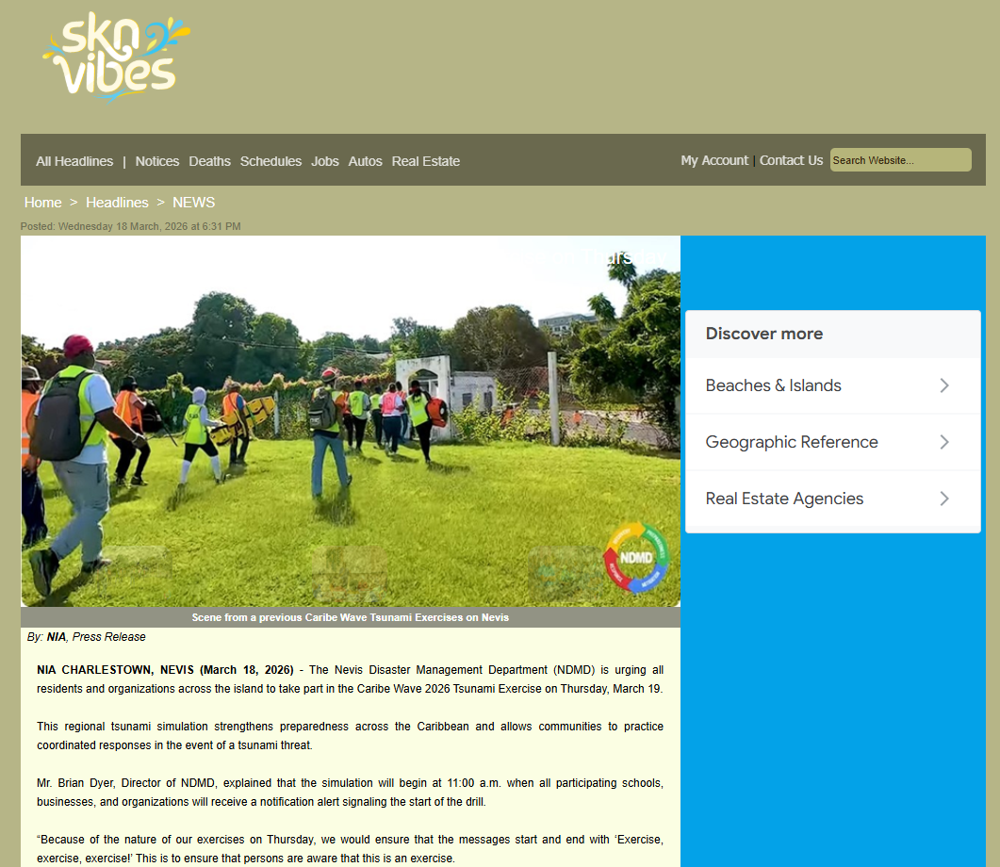 skn
vibes
All Headlines | Notices Deaths Schedules Jobs Autos Real Estate
My Account | Contact Us Search Website...
Home > Headlines > NEWS
Posted: Wednesday 18 March, 2026 at 6:31 PM
NDMD
Scene from a previous Caribe Wave Tsunami Exercises on Nevis
By: NIA, Press Release
NIA CHARLESTOWN, NEVIS (March 18, 2026) - The Nevis Disaster Management Department (NDMD) is urging all
residents and organizations across the island to take part in the Caribe Wave 2026 Tsunami Exercise on Thursday, March 19.
This regional tsunami simulation strengthens preparedness across the Caribbean and allows communities to practice
coordinated responses in the event of a tsunami threat.
Mr. Brian Dyer, Director of NDMD, explained that the simulation will begin at 11:00 a.m. when all participating schools,
businesses, and organizations will receive a notification alert signaling the start of the drill.
“Because of the nature of our exercises on Thursday, we would ensure that the messages start and end with ‘Exercise,
exercise, exercise!’ This is to ensure that persons are aware that this is an exercise.
Discover more
Beaches & Islands
Geographic Reference
Real Estate Agencies